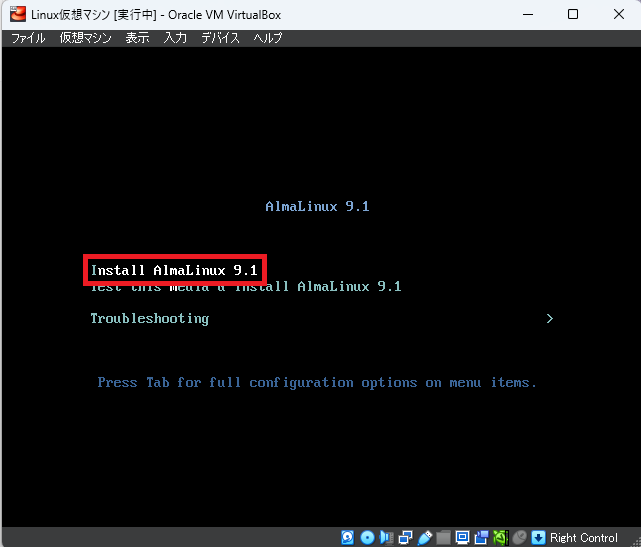 Linux仮想マシン [実行中] - Oracle VM VirtualBox
ファイル 仮想マシン 表示 入力 デバイス ヘルプ
AlmaLinux 9.1
Install AlmaLinux 9.1
Test this media & install AlmaLinux 9.1
Troubleshooting >
Press Tab for full configuration options on menu items.
Right Control